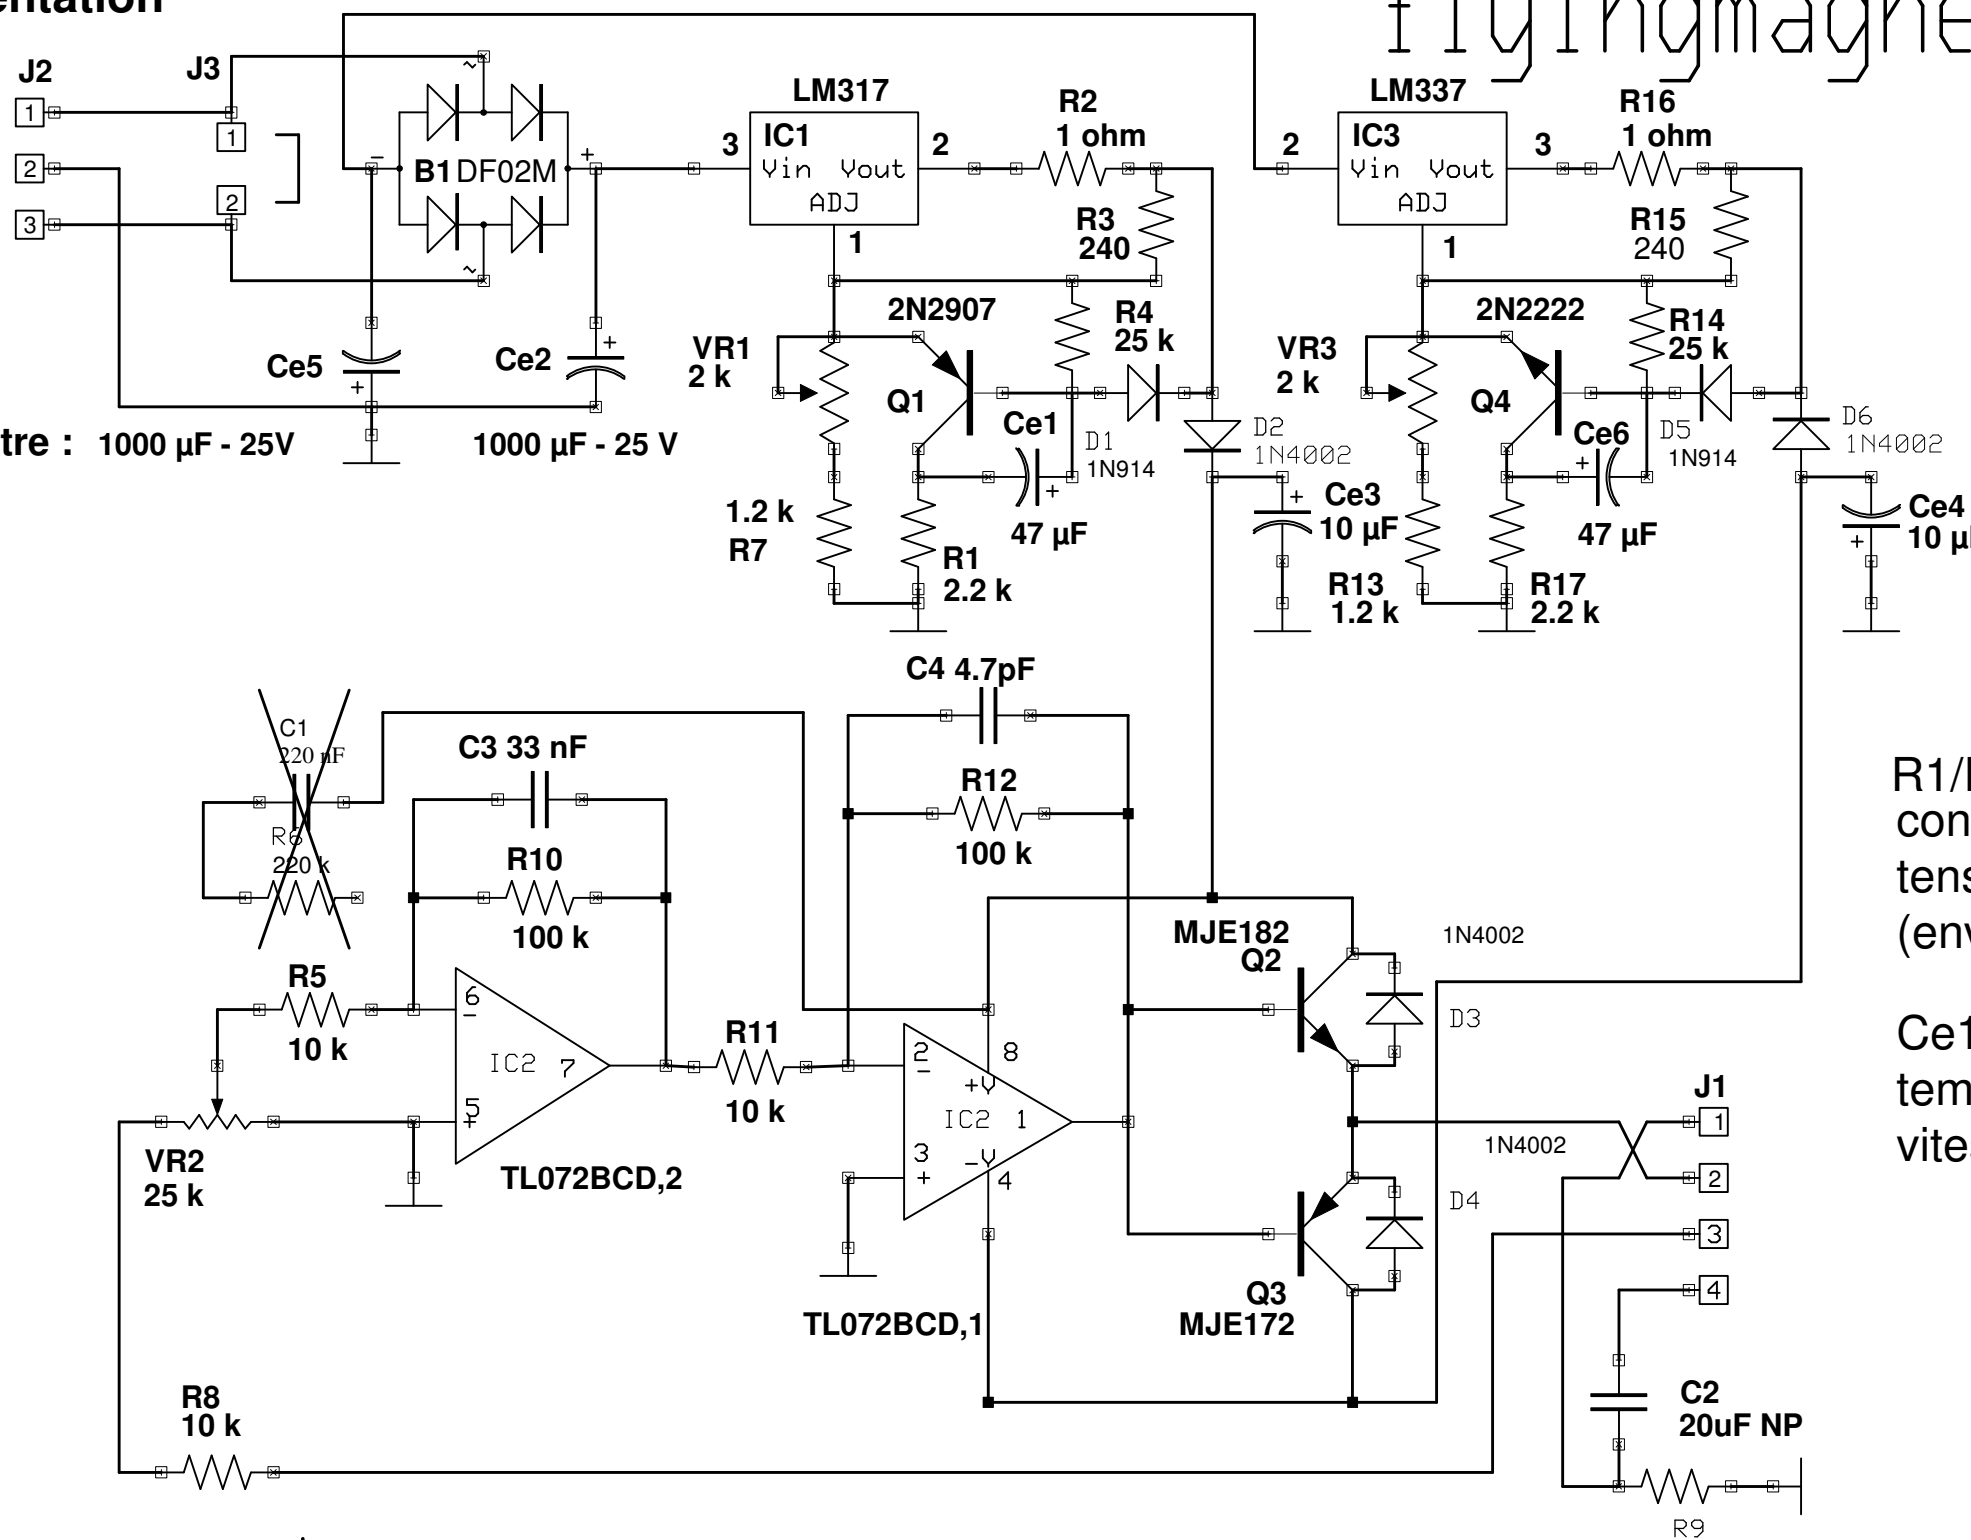 J2
J3
1
2
3
1
2
~
~
-
+
B1 DF02M
LM317
IC1
Vin Vout
ADJ
3
2
1
R2
1 ohm
R3
240
LM337
IC3
Vin Vout
ADJ
2
3
1
R16
1 ohm
R15
240
Ce5
+
Ce2
+
1000 µF - 25V
1000 µF - 25 V
VR1
2 k
2N2907
Q1
R4
25 k
Ce1
+
47 µF
D1
1N914
D2
1N4002
1.2 k
R7
R1
2.2 k
+
Ce3
10 µF
VR3
2 k
2N2222
Q4
R14
25 k
Ce6
+
47 µF
D5
1N914
D6
1N4002
R13
1.2 k
R17
2.2 k
Ce4
+
10
C4 4.7pF
C1
220 nF
R6
220 k
C3 33 nF
R10
100 k
R12
100 k
R5
10 k
6
-
IC2 7
5
+
TL072BCD,2
VR2
25 k
R11
10 k
2
-
8
+V
IC2 1
3
+
-V
4
TL072BCD,1
MJE182
Q2
1N4002
D3
1N4002
D4
Q3
MJE172
J1
1
2
3
4
C2
20uF NP
R9
R8
10 k
R1/
Ce1